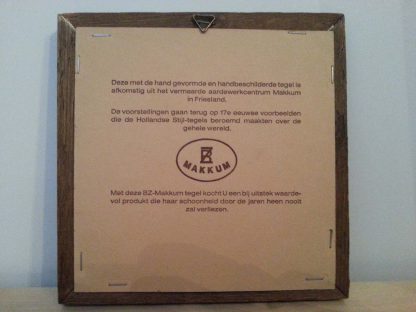 Deze met de hand gevormde en handbeschilderde tegel is
afkomstig uit het vermaarde aardewerkcentrum Makkum
in Friesland.
De voorstellingen gaan terug op 17e eeuwse voorbeelden
die de Hollandse Stijl-tegels beroemd maakten over de
gehele wereld.
BZ
MAKKUM
Met deze BZ-Makkum tegel kocht U een bij uitstek waarde-
vol produkt die haar schoonheid door de jaren heen nooit
zal verliezen.